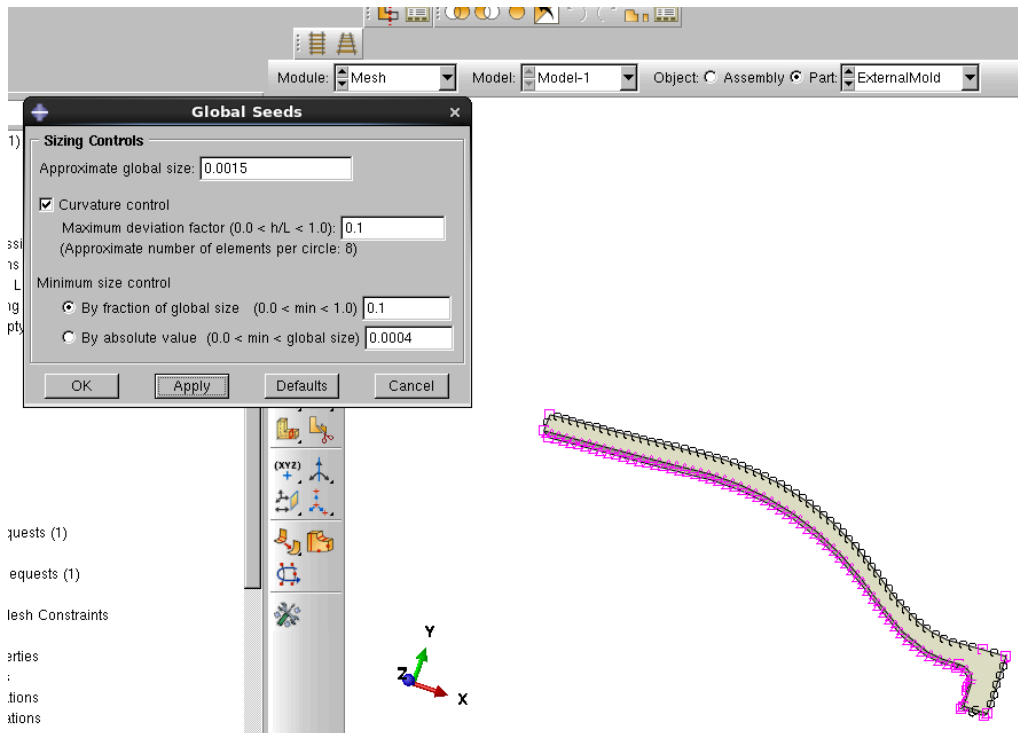 Module: Mesh Model: Model-1 Object: Assembly Part: ExternalMold
Global Seeds
1)
Sizing Controls
Approximate global size: 0.0015
Curvature control
Maximum deviation factor (0.0 < h/L < 1.0): 0.1
(Approximate number of elements per circle: 8)
Minimum size control
By fraction of global size (0.0 < min < 1.0) 0.1
By absolute value (0.0 < min < global size) 0.0004
OK Apply Defaults Cancel
(XYZ)
quests (1)
equests (1)
lesh Constraints
erties
tions
ations
Y
Z
X